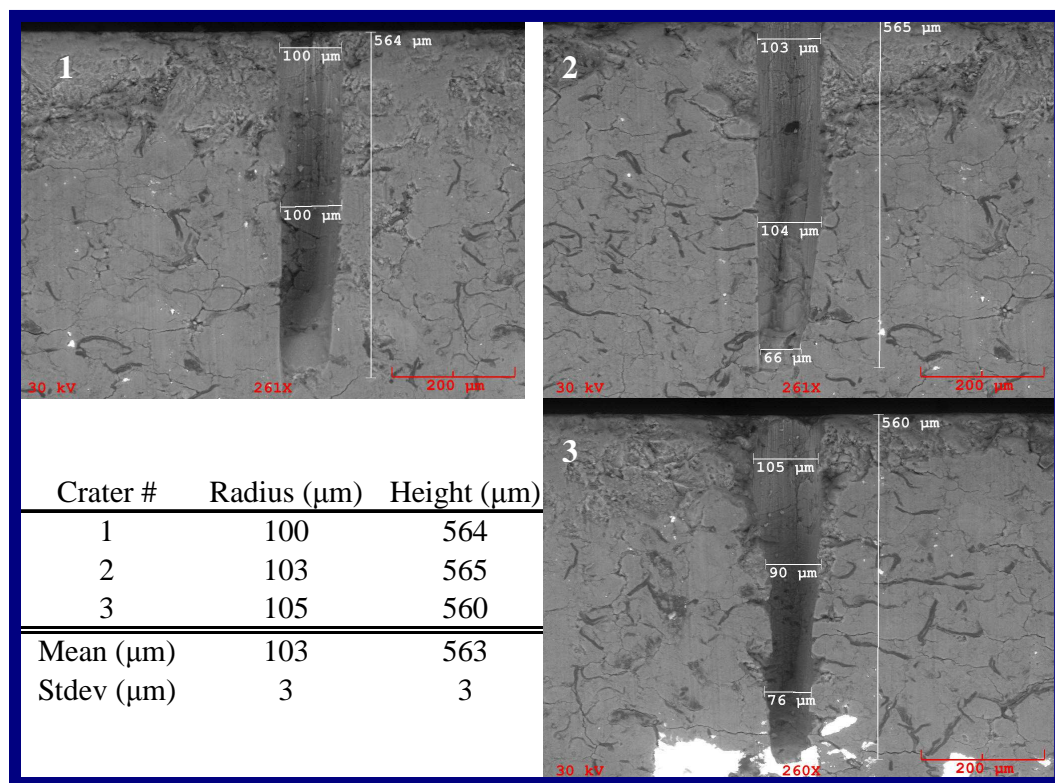 1
100 µm
564 µm
100 µm
30 kV 261X 200 µm
2
103 µm
565 µm
104 µm
66 µm
30 kV 261X 200 µm
Crater # Radius (µm) Height (µm)
1 100 564
2 103 565
3 105 560
Mean (µm) 103 563
Stdev (µm) 3 3
3
560 µm
105 µm
90 µm
76 µm
30 kV 260X 200 µm